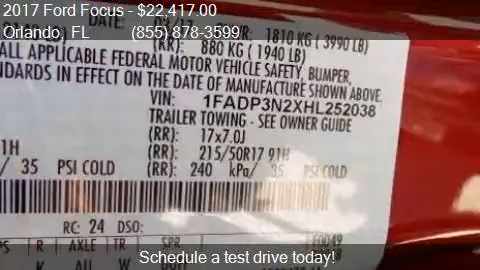 2017 Ford Focus - $22,417.00
Orlando, FL (855) 878-3599
1810 KG ( 3990 LB)
(RR): 880 KG ( 1940 LB)
ALL APPLICABLE FEDERAL MOTOR VEHICLE SAFETY, BUMPER,
NDARDS IN EFFECT ON THE DATE OF MANUFACTURE SHOWN ABOVE.
VIN: 1FADP3N2XHL252038
TRAILER TOWING - SEE OWNER GUIDE
(RR): 17x7.0J
1H (RR): 215/50R17 91H
/ 35 PSI COLD (RR): 240 kPa/ 35 PSI COLD
RC: 24 DSO:
PS R AXLE TR SPR E0049
Schedule a test drive today!